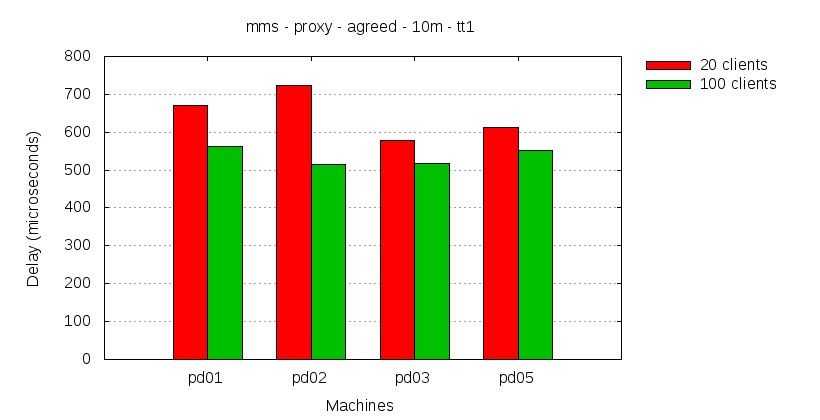 mms - proxy - agreed - 10m - tt1
800
700
600
500
400
300
200
100
0
Delay (microseconds)
pd01 pd02 pd03 pd05
Machines
20 clients
100 clients